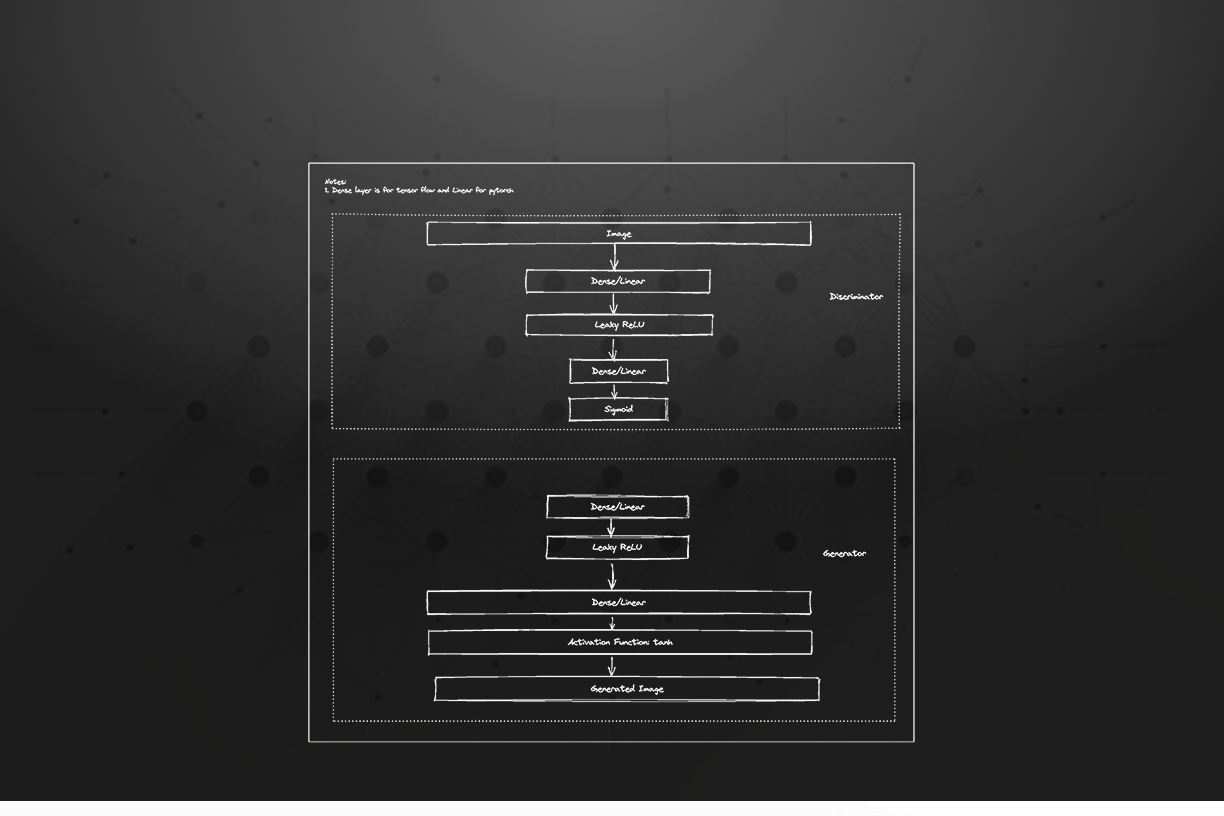 Notes:
1. Dense layer is for tensor flow and Linear for pytorch
Image
Dense/Linear
Discriminator
Leaky ReLU
Dense/Linear
Sigmoid
Dense/Linear
Leaky ReLU
Generator
Dense/Linear
Activation Function: tanh
Generated Image